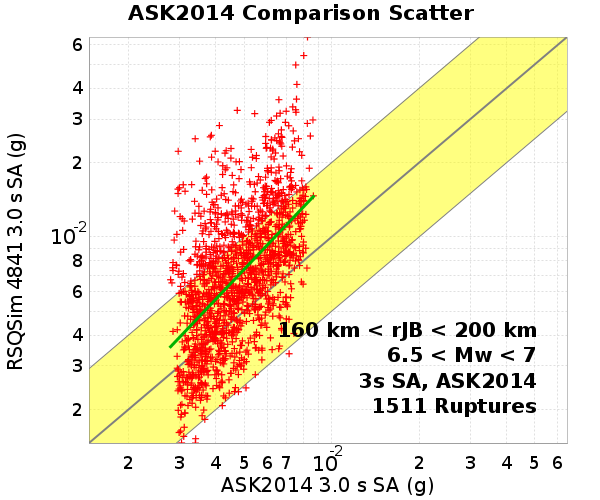 ASK2014 Comparison Scatter
RSQSim 4841 3.0 s SA (g)
6
4
3
2
10-2
8
6
4
3
2
160 km < rJB < 200 km
6.5 < Mw < 7
3s SA, ASK2014
1511 Ruptures
2 3 4 5 6 7 10-2 2 3 4 5 6
ASK2014 3.0 s SA (g)